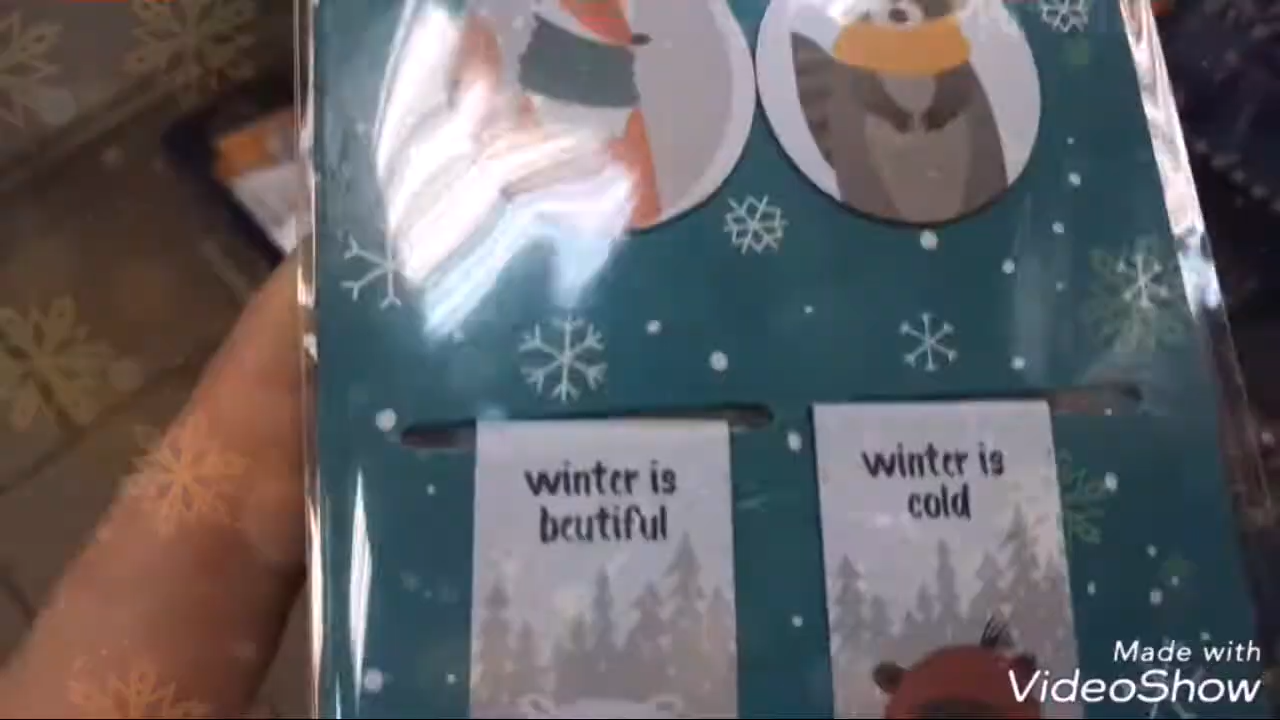 winter is
beutiful
winter is
cold
Made with
VideoShow